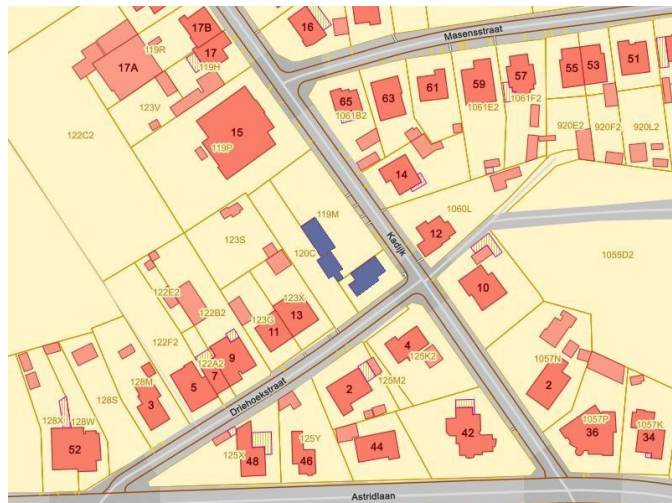 17B
16
Masensstraat
119R
17
17A
119H
55
53
51
57
59
61
63
65
123V
1061B2
1061E2
1061F2
920E2
920F2
920L2
15
122C2
119P
14
119M
1060L
123S
12
Kadijk
120C
1055D2
122E2
10
123X
122B2
123G
13
11
122F2
4
9
122A2
125K2
1057N
7
5
128M
125M2
2
2
128S
3
Driehoekstraat
128X
128W
1057P
1057K
42
36
34
52
125X
125Y
44
48
46
Astridlaan